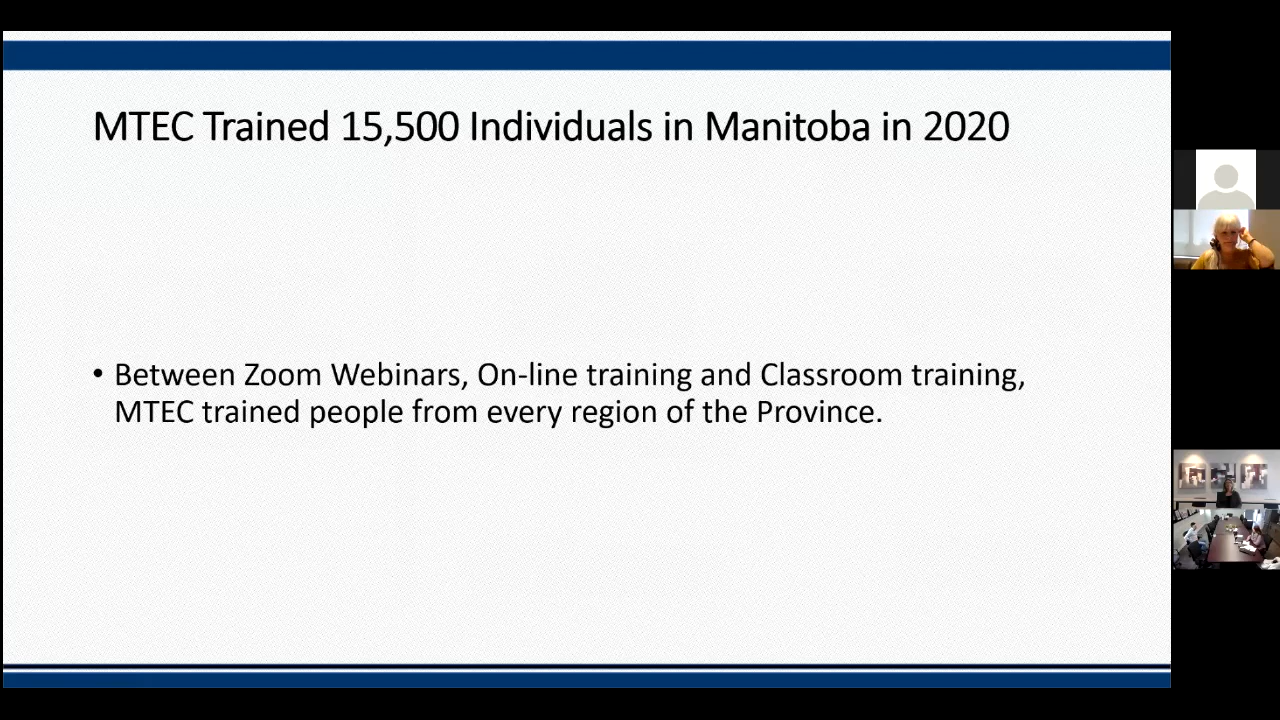 MTEC Trained 15,500 Individuals in Manitoba in 2020
• Between Zoom Webinars, On-line training and Classroom training,
MTEC trained people from every region of the Province.